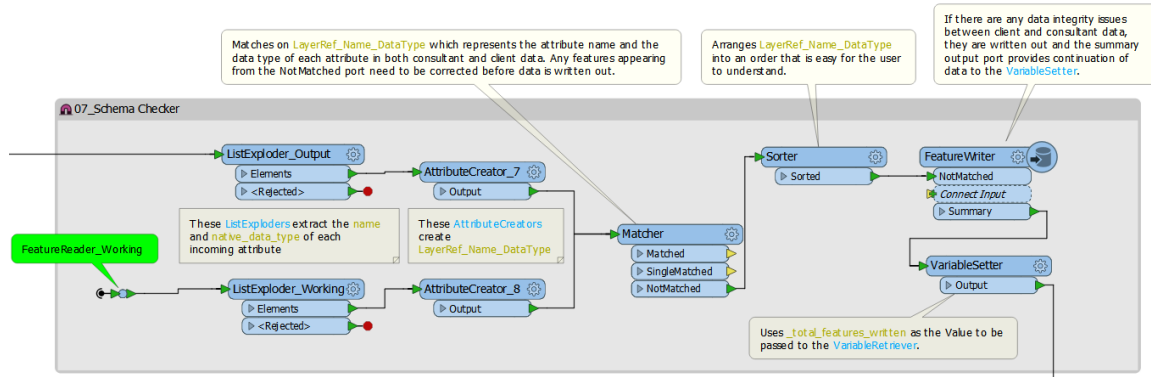 Matches on LayerRef_Name_DataType which represents the attribute name and the
data type of each attribute in both consultant and client data. Any features appearing
from the NotMatched port need to be corrected before data is written out.
Arranges LayerRef_Name_DataType
into an order that is easy for the user
to understand.
If there are any data integrity issues
between client and consultant data,
they are written out and the summary
output port provides continuation of
data to the VariableSetter.
07_Schema Checker
ListExploder_Output
Elements
<Rejected>
AttributeCreator_7
Output
These ListExploders extract the name
and native_data_type of each
incoming attribute
These AttributeCreators
create
LayerRef_Name_DataType
FeatureReader_Working
ListExploder_Working
Elements
<Rejected>
AttributeCreator_8
Output
Matcher
Matched
SingleMatched
NotMatched
Sorter
Sorted
FeatureWriter
NotMatched
Connect Input
Summary
VariableSetter
Output
Uses _total_features_written as the Value to be
passed to the VariableRetriever.